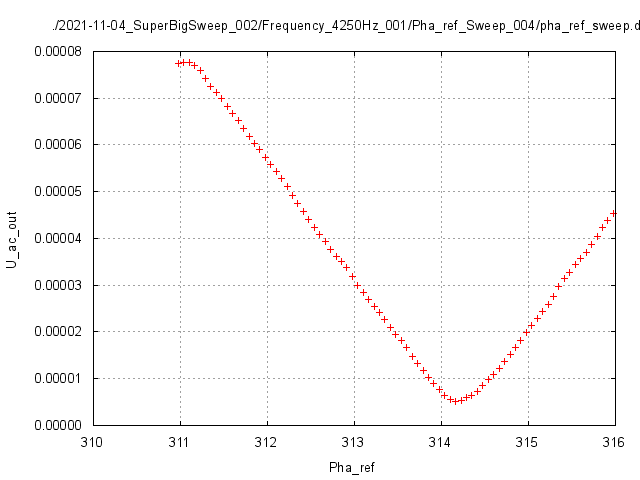 ./2021-11-04_SuperBigSweep_002/Frequency_4250Hz_001/Pha_ref_Sweep_004/pha_ref_sweep.d
0.00008
0.00007
0.00006
0.00005
0.00004
0.00003
0.00002
0.00001
0.00000
U_ac_out
310 311 312 313 314 315 316
Pha_ref